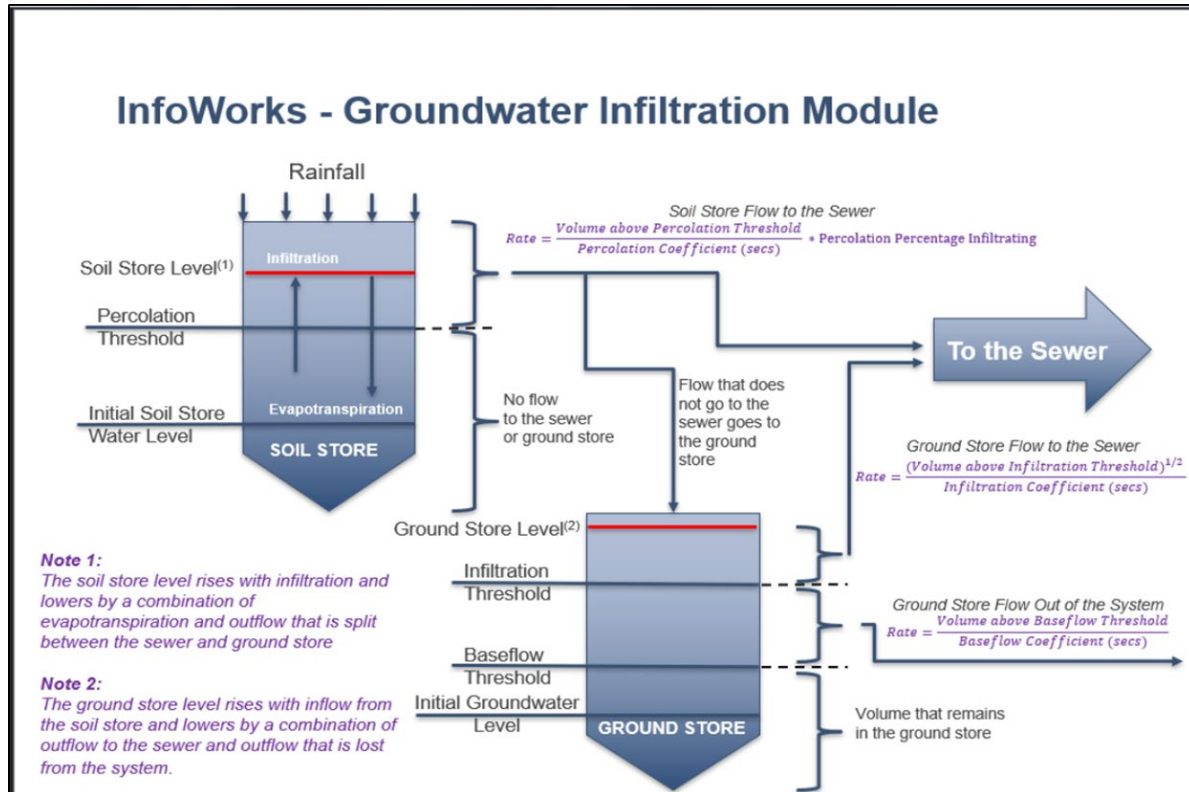 InfoWorks - Groundwater Infiltration Module
Rainfall
Soil Store Flow to the Sewer
Rate = Volume above Percolation Threshold / Percolation Coefficient (secs) * Percolation Percentage Infiltrating
Soil Store Level(1)
Infiltration
Percolation
Threshold
To the Sewer
Initial Soil Store
Water Level
Evapotranspiration
SOIL STORE
No flow
to the sewer
or ground store
Flow that does
not go to the
sewer goes to
the ground
store
Ground Store Flow to the Sewer
Rate = (Volume above Infiltration Threshold)^1/2 / Infiltration Coefficient (secs)
Ground Store Level(2)
Infiltration
Threshold
Ground Store Flow Out of the System
Rate = Volume above Baseflow Threshold / Baseflow Coefficient (secs)
Baseflow
Threshold
Initial Groundwater
Level
GROUND STORE
Volume that remains
in the ground store
Note 1:
The soil store level rises with infiltration and
lowers by a combination of
evapotranspiration and outflow that is split
between the sewer and ground store
Note 2:
The ground store level rises with inflow from
the soil store and lowers by a combination of
outflow to the sewer and outflow that is lost
from the system.